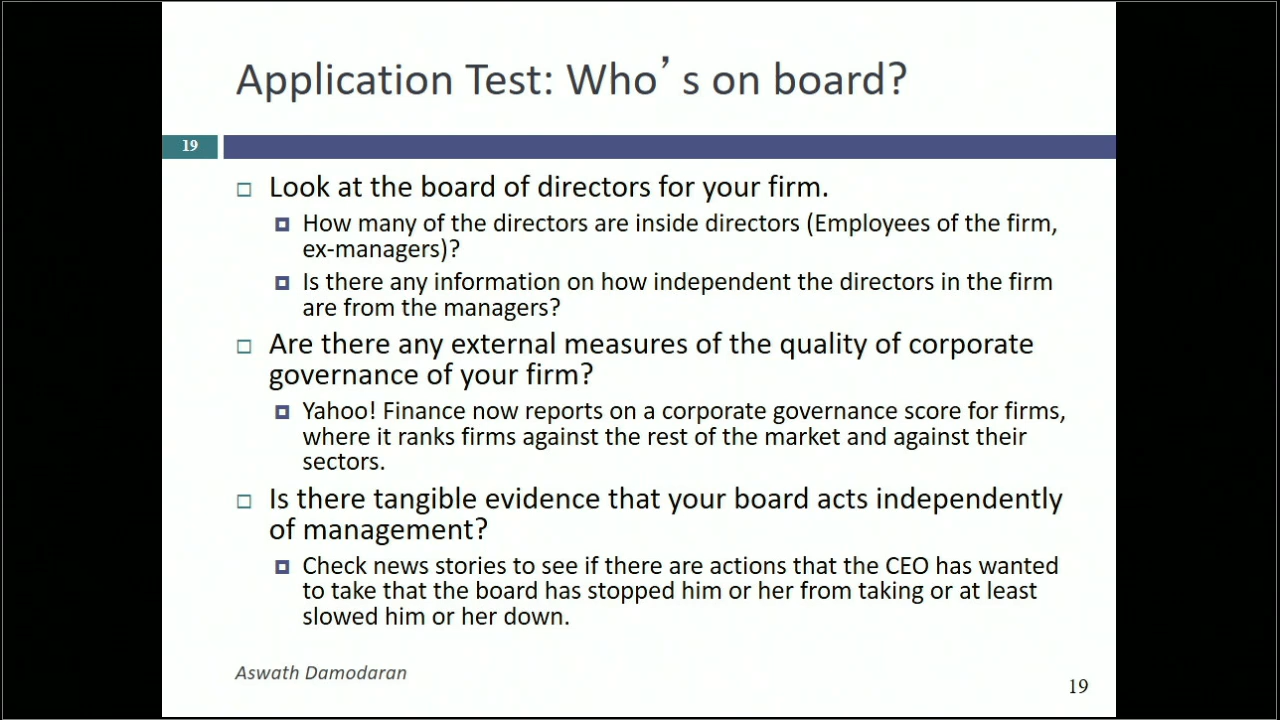 Application Test: Who’s on board?
19
Look at the board of directors for your firm.
How many of the directors are inside directors (Employees of the firm,
ex-managers)?
Is there any information on how independent the directors in the firm
are from the managers?
Are there any external measures of the quality of corporate
governance of your firm?
Yahoo! Finance now reports on a corporate governance score for firms,
where it ranks firms against the rest of the market and against their
sectors.
Is there tangible evidence that your board acts independently
of management?
Check news stories to see if there are actions that the CEO has wanted
to take that the board has stopped him or her from taking or at least
slowed him or her down.
Aswath Damodaran
19